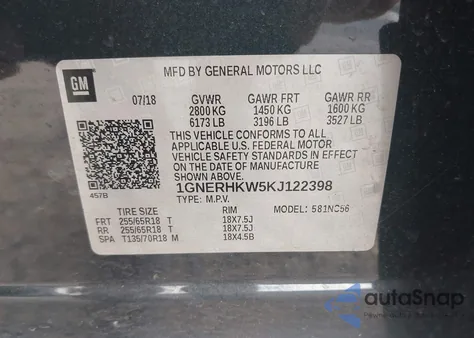 GM
MFD BY GENERAL MOTORS LLC
07/18 GVWR GAWR FRT GAWR RR
2800 KG 1450 KG 1600 KG
6173 LB 3196 LB 3527 LB
THIS VEHICLE CONFORMS TO ALL APPLICABLE
U.S. FEDERAL MOTOR
VEHICLE SAFETY STANDARDS IN EFFECT
ON THE DATE OF MANUFACTURE
SHOWN ABOVE.
1GNERHKW5KJ122398
457B
TYPE: M.P.V. MODEL: 581NC56
TIRE SIZE RIM
FRT 255/65R18 T 18X7.5J
RR 255/65R18 T 18X7.5J
SPA T135/70R18 M 18X4.5B
autoSnap